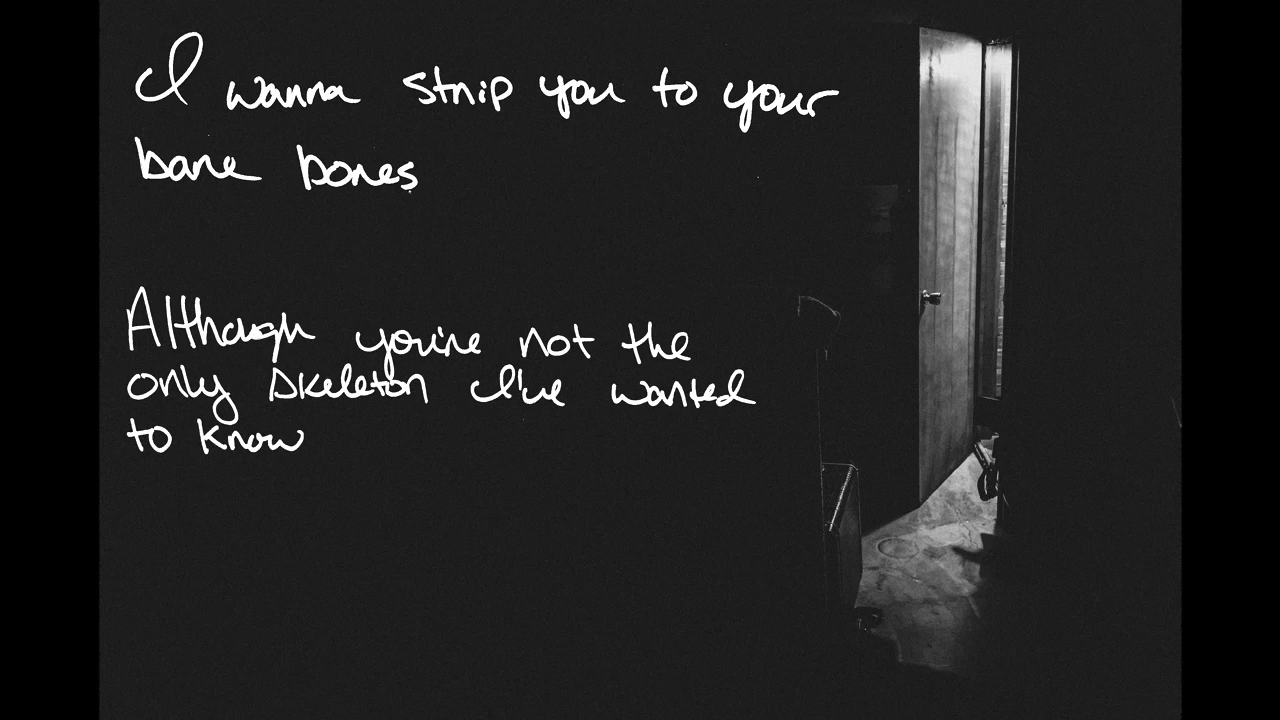 I wanna strip you to your
bare bones
Although you're not the
only skeleton I've wanted
to know